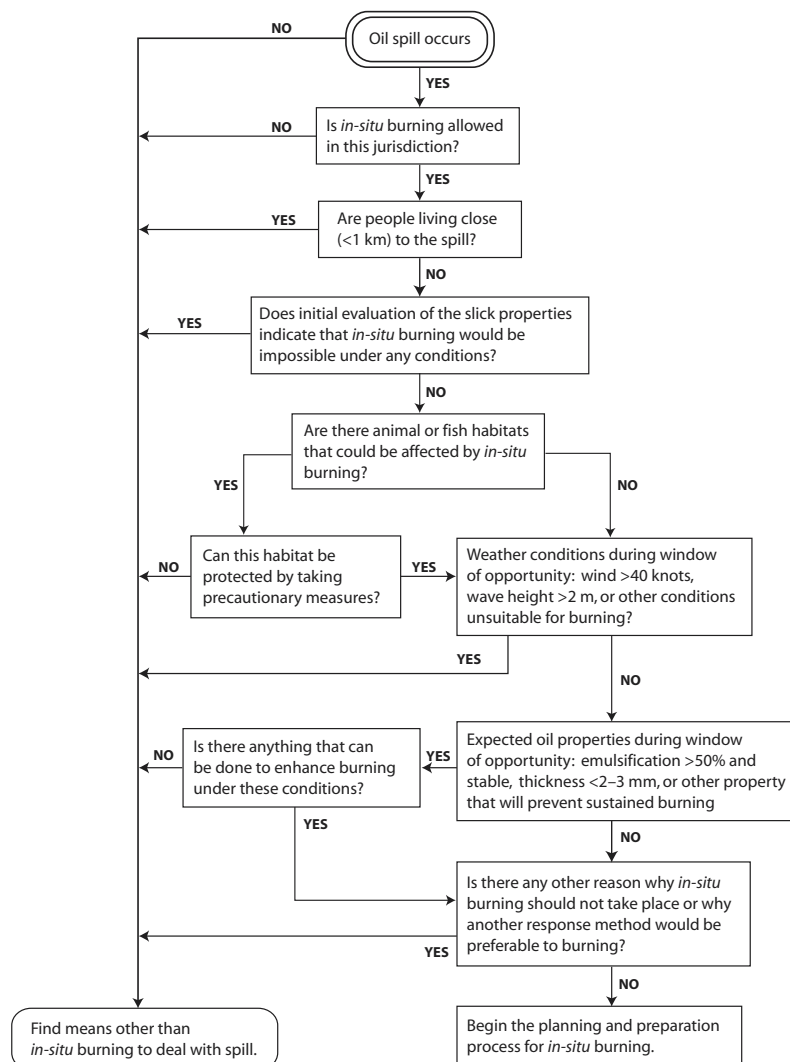 NO
Oil spill occurs
YES
NO
Is in-situ burning allowed
in this jurisdiction?
YES
YES
Are people living close
(<1 km) to the spill?
NO
Does initial evaluation of the slick properties
YES
indicate that in-situ burning would be
impossible under any conditions?
NO
Are there animal or fish habitats
that could be affected by in-situ
burning?
YES
NO
Can this habitat be
protected by taking
precautionary measures?
NO
YES
Weather conditions during window
of opportunity: wind >40 knots,
wave height >2 m, or other conditions
unsuitable for burning?
YES
NO
Is there anything that can
be done to enhance burning
under these conditions?
NO
YES
Expected oil properties during window
of opportunity: emulsification >50% and
stable, thickness <2–3 mm, or other property
that will prevent sustained burning
YES
NO
Is there any other reason why in-situ
burning should not take place or why
another response method would be
preferable to burning?
YES
NO
Find means other than
in-situ burning to deal with spill.
Begin the planning and preparation
process for in-situ burning.